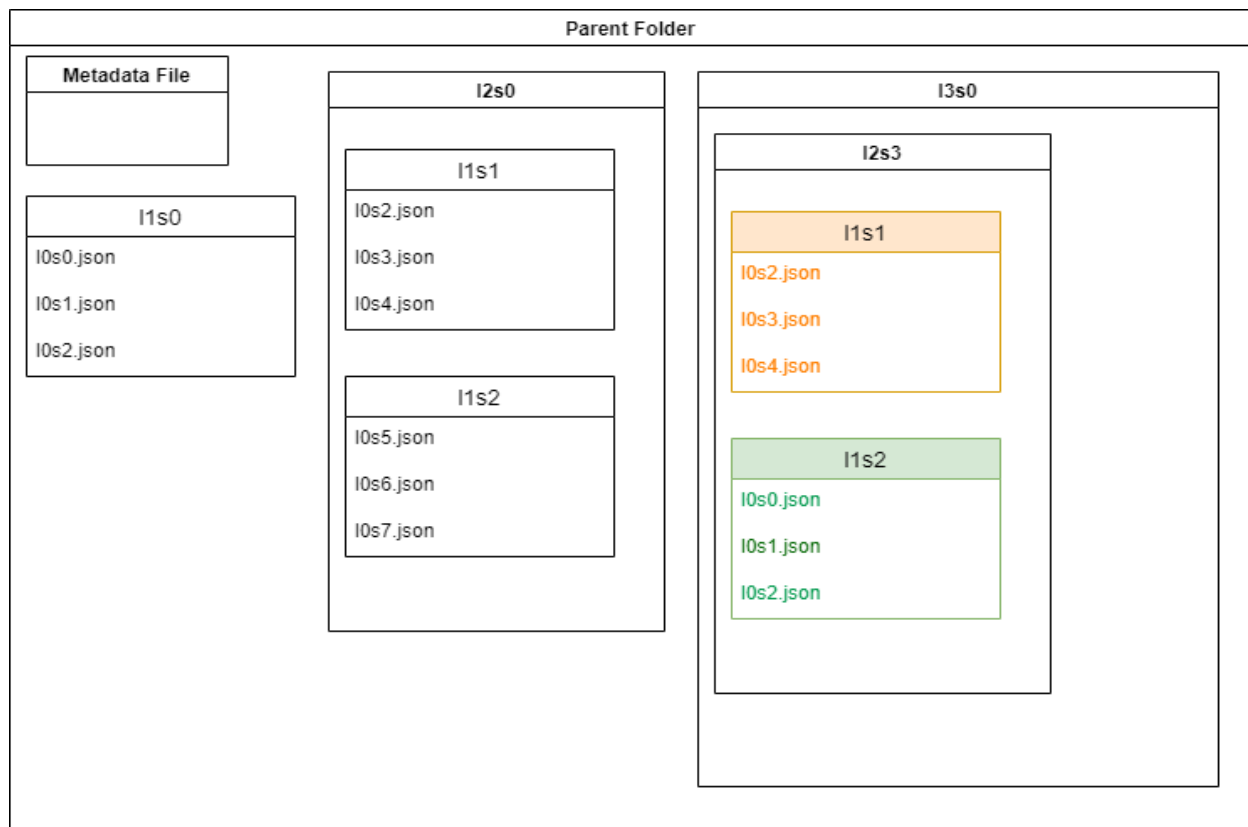 Parent Folder
Metadata File
l1s0
l0s0.json
l0s1.json
l0s2.json
l2s0
l1s1
l0s2.json
l0s3.json
l0s4.json
l1s2
l0s5.json
l0s6.json
l0s7.json
l3s0
l2s3
l1s1
l0s2.json
l0s3.json
l0s4.json
l1s2
l0s0.json
l0s1.json
l0s2.json